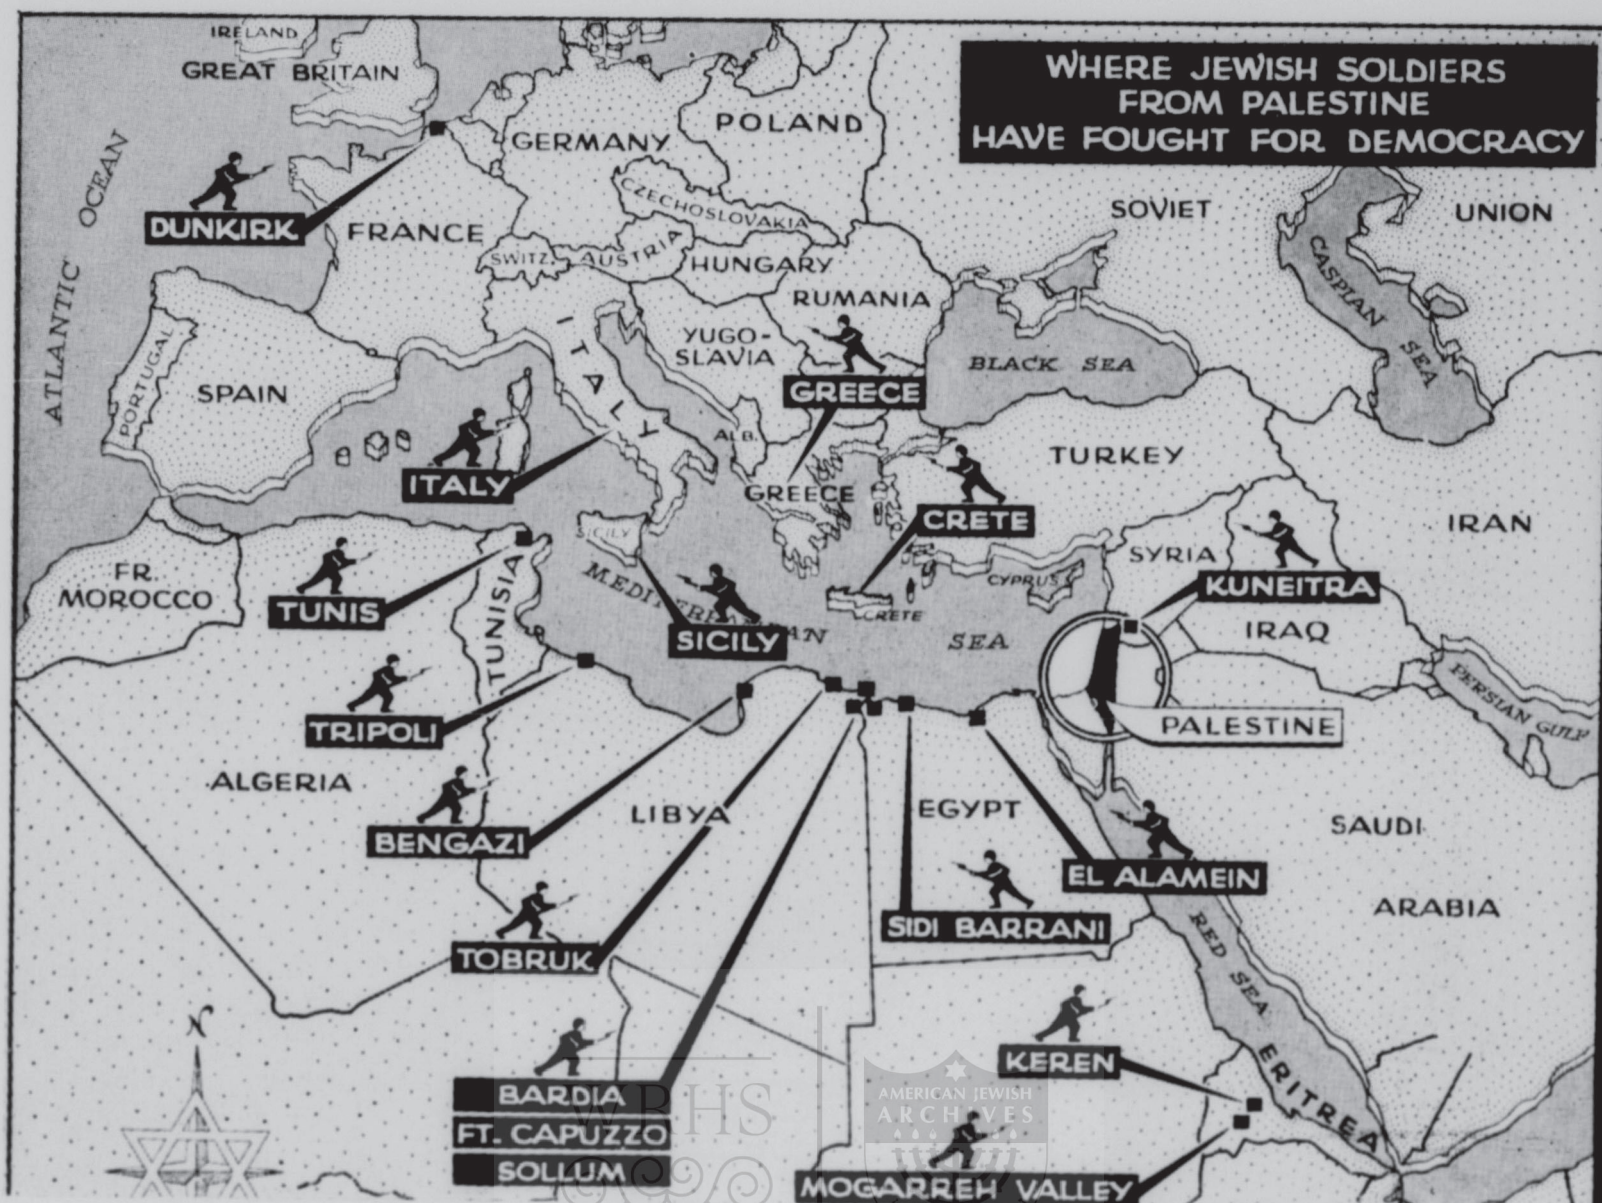 WHERE JEWISH SOLDIERS
FROM PALESTINE
HAVE FOUGHT FOR DEMOCRACY
IRELAND
GREAT BRITAIN
OCEAN
ATLANTIC
DUNKIRK
GERMANY
POLAND
CZECHOSLOVAKIA
FRANCE
SWITZ.
AUSTRIA
HUNGARY
RUMANIA
SOVIET UNION
CASPIAN SEA
BLACK SEA
YUGO-
SLAVIA
ITALY
PORTUGAL
SPAIN
GREECE
ALB.
GREECE
ITALY
TURKEY
CRETE
IRAN
SICILY
SYRIA
CYPRUS
KUNEITRA
FR.
MOROCCO
TUNIS
TUNISIA
MEDITERRANEAN SEA
SICILY
CRETE
IRAQ
PERSIAN GULF
PALESTINE
TRIPOLI
ALGERIA
BENGAZI
LIBYA
EGYPT
EL ALAMEIN
SAUDI
ARABIA
SIDI BARRANI
RED SEA
TOBRUK
N
KEREN
ERITREA
BARDIA
FT. CAPUZZO
SOLLUM
MOGARREH VALLEY
WRHS
AMERICAN JEWISH
ARCHIVES